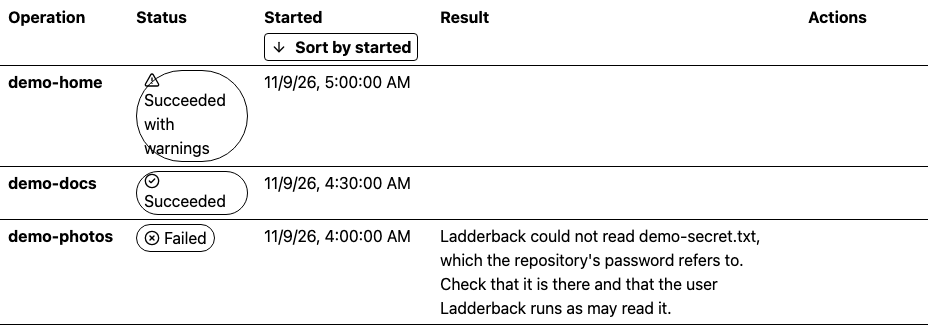 Operation Status Started Result Actions
Sort by started
demo-home Succeeded with warnings 11/9/26, 5:00:00 AM
demo-docs Succeeded 11/9/26, 4:30:00 AM
demo-photos Failed 11/9/26, 4:00:00 AM Ladderback could not read demo-secret.txt,
which the repository's password refers to.
Check that it is there and that the user
Ladderback runs as may read it.